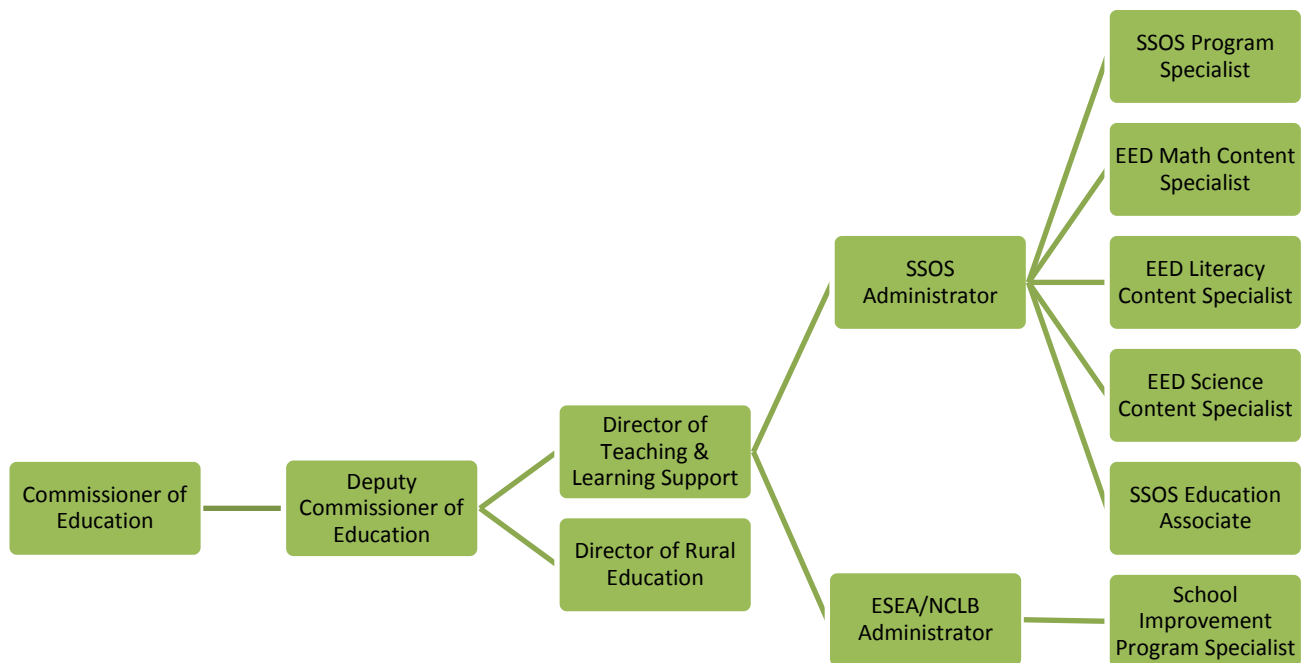 Commissioner of
Education
Deputy
Commissioner of
Education
Director of
Teaching &
Learning Support
Director of Rural
Education
SSOS
Administrator
ESEA/NCLB
Administrator
SSOS Program
Specialist
EED Math Content
Specialist
EED Literacy
Content Specialist
EED Science
Content Specialist
SSOS Education
Associate
School
Improvement
Program Specialist